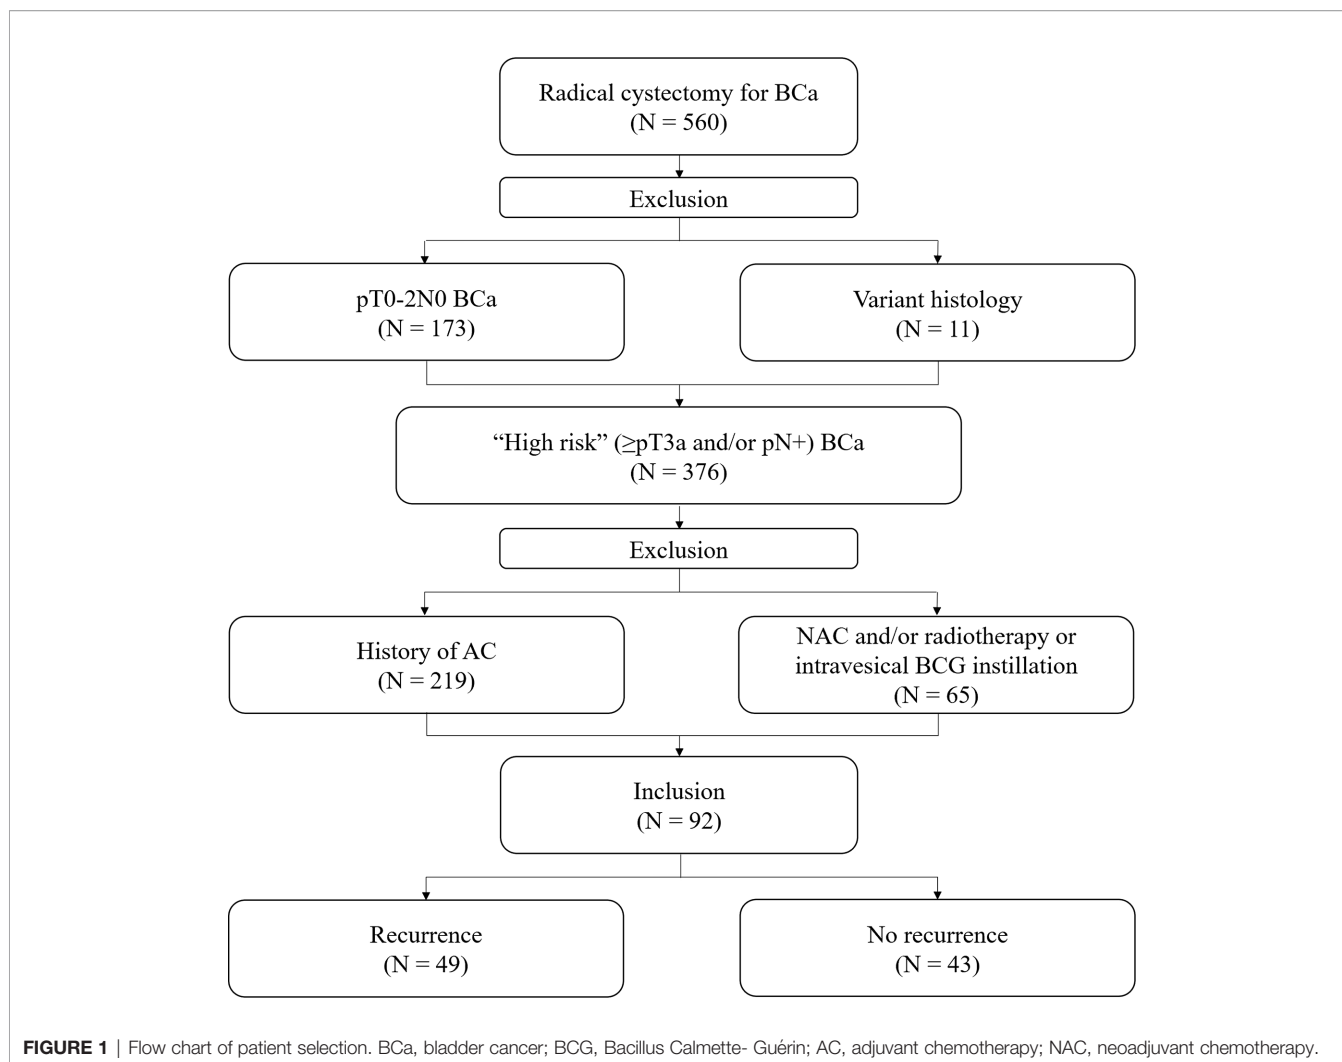 Radical cystectomy for BCa
(N = 560)
Exclusion
pT0-2N0 BCa
(N = 173)
Variant histology
(N = 11)
“High risk” (≥pT3a and/or pN+) BCa
(N = 376)
Exclusion
History of AC
(N = 219)
NAC and/or radiotherapy or
intravesical BCG instillation
(N = 65)
Inclusion
(N = 92)
Recurrence
(N = 49)
No recurrence
(N = 43)
FIGURE 1 | Flow chart of patient selection. BCa, bladder cancer; BCG, Bacillus Calmette- Guérin; AC, adjuvant chemotherapy; NAC, neoadjuvant chemotherapy.